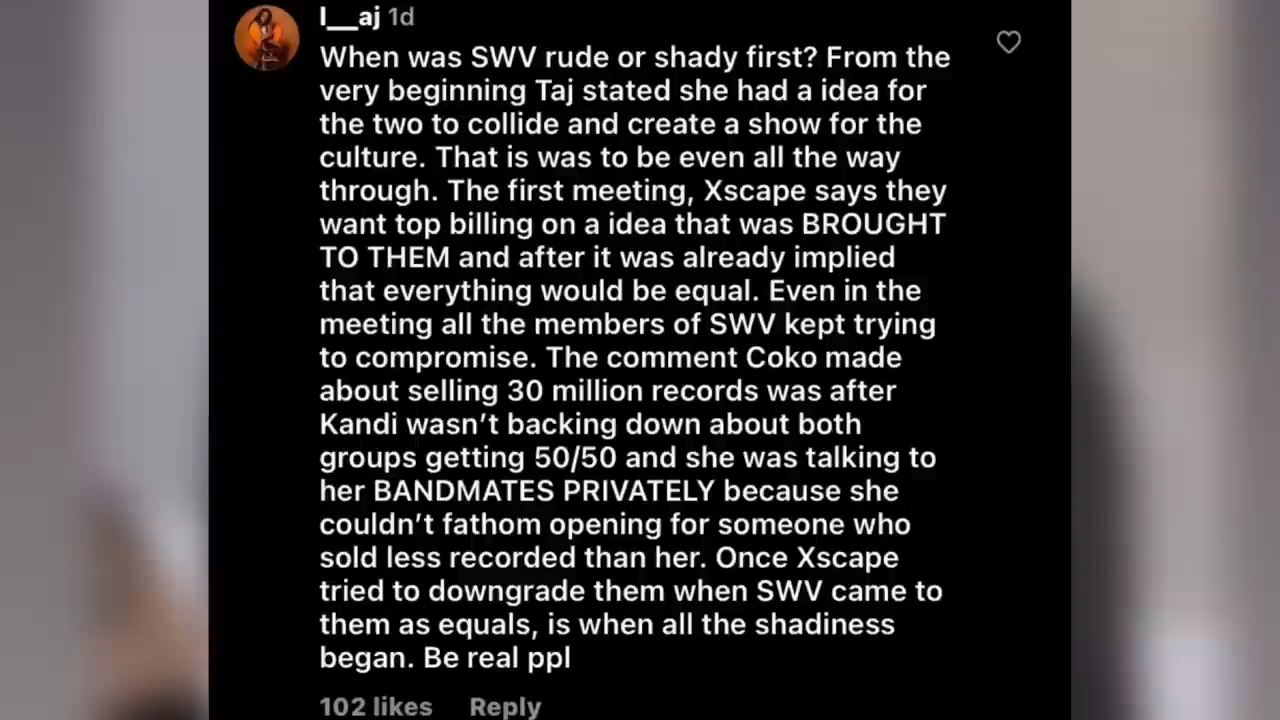 l__aj 1d
When was SWV rude or shady first? From the
very beginning Taj stated she had a idea for
the two to collide and create a show for the
culture. That is was to be even all the way
through. The first meeting, Xscape says they
want top billing on a idea that was BROUGHT
TO THEM and after it was already implied
that everything would be equal. Even in the
meeting all the members of SWV kept trying
to compromise. The comment Coko made
about selling 30 million records was after
Kandi wasn’t backing down about both
groups getting 50/50 and she was talking to
her BANDMATES PRIVATELY because she
couldn’t fathom opening for someone who
sold less recorded than her. Once Xscape
tried to downgrade them when SWV came to
them as equals, is when all the shadiness
began. Be real ppl
102 likes Reply